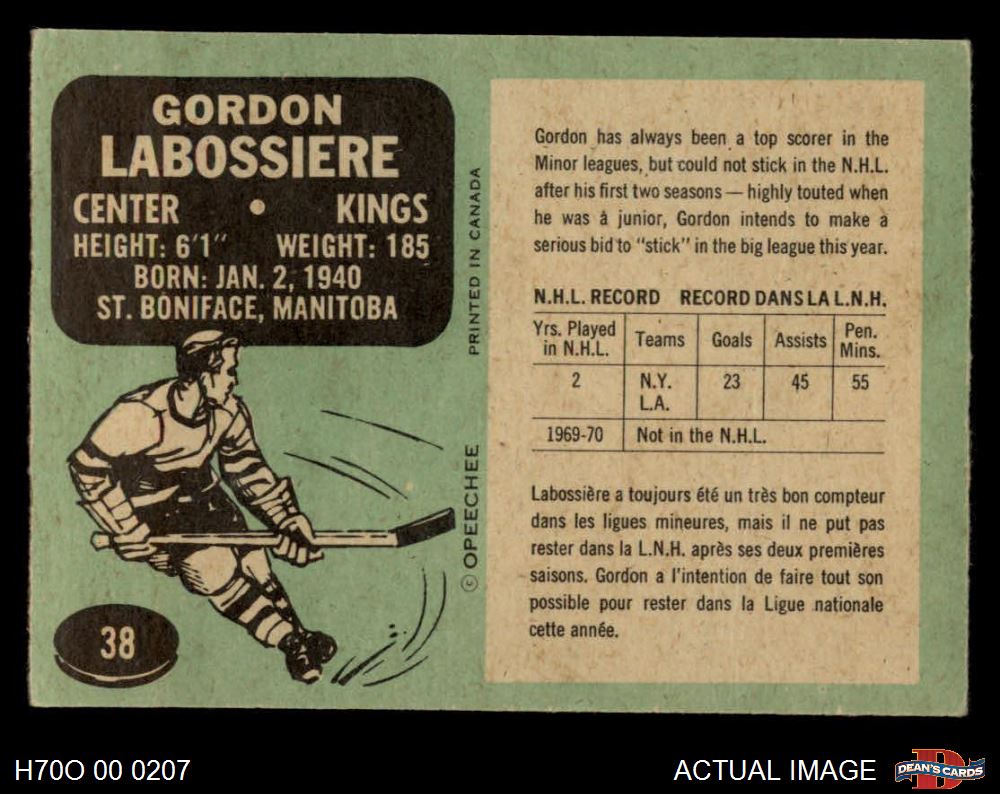 GORDON
LABOSSIERE
CENTER • KINGS
HEIGHT: 6'1" WEIGHT: 185
BORN: JAN. 2, 1940
ST. BONIFACE, MANITOBA
38
PRINTED IN CANADA
© OPEECHEE
Gordon has always been a top scorer in the
Minor leagues, but could not stick in the N.H.L.
after his first two seasons — highly touted when
he was a junior, Gordon intends to make a
serious bid to "stick" in the big league this year.
N.H.L. RECORD RECORD DANS LA L.N.H.
Yrs. Played
in N.H.L. Teams Goals Assists Pen.
Mins.
2 N.Y. 23 45 55
L.A.
1969-70 Not in the N.H.L.
Labossière a toujours été un très bon compteur
dans les ligues mineures, mais il ne put pas
rester dans la L.N.H. après ses deux premières
saisons. Gordon a l'intention de faire tout son
possible pour rester dans la Ligue nationale
cette année.
H70O 00 0207
ACTUAL IMAGE
D
DEAN'S CARDS